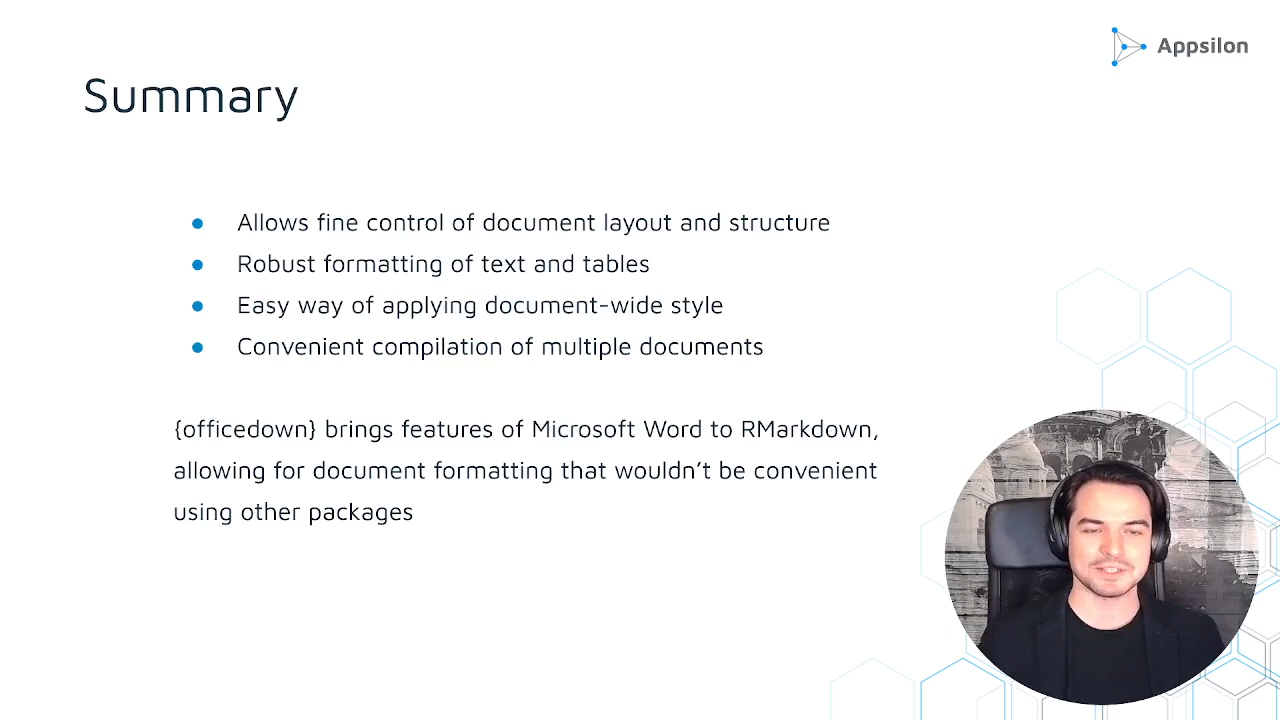 Appsilon
Summary
● Allows fine control of document layout and structure
● Robust formatting of text and tables
● Easy way of applying document-wide style
● Convenient compilation of multiple documents
{officedown} brings features of Microsoft Word to RMarkdown,
allowing for document formatting that wouldn’t be convenient
using other packages